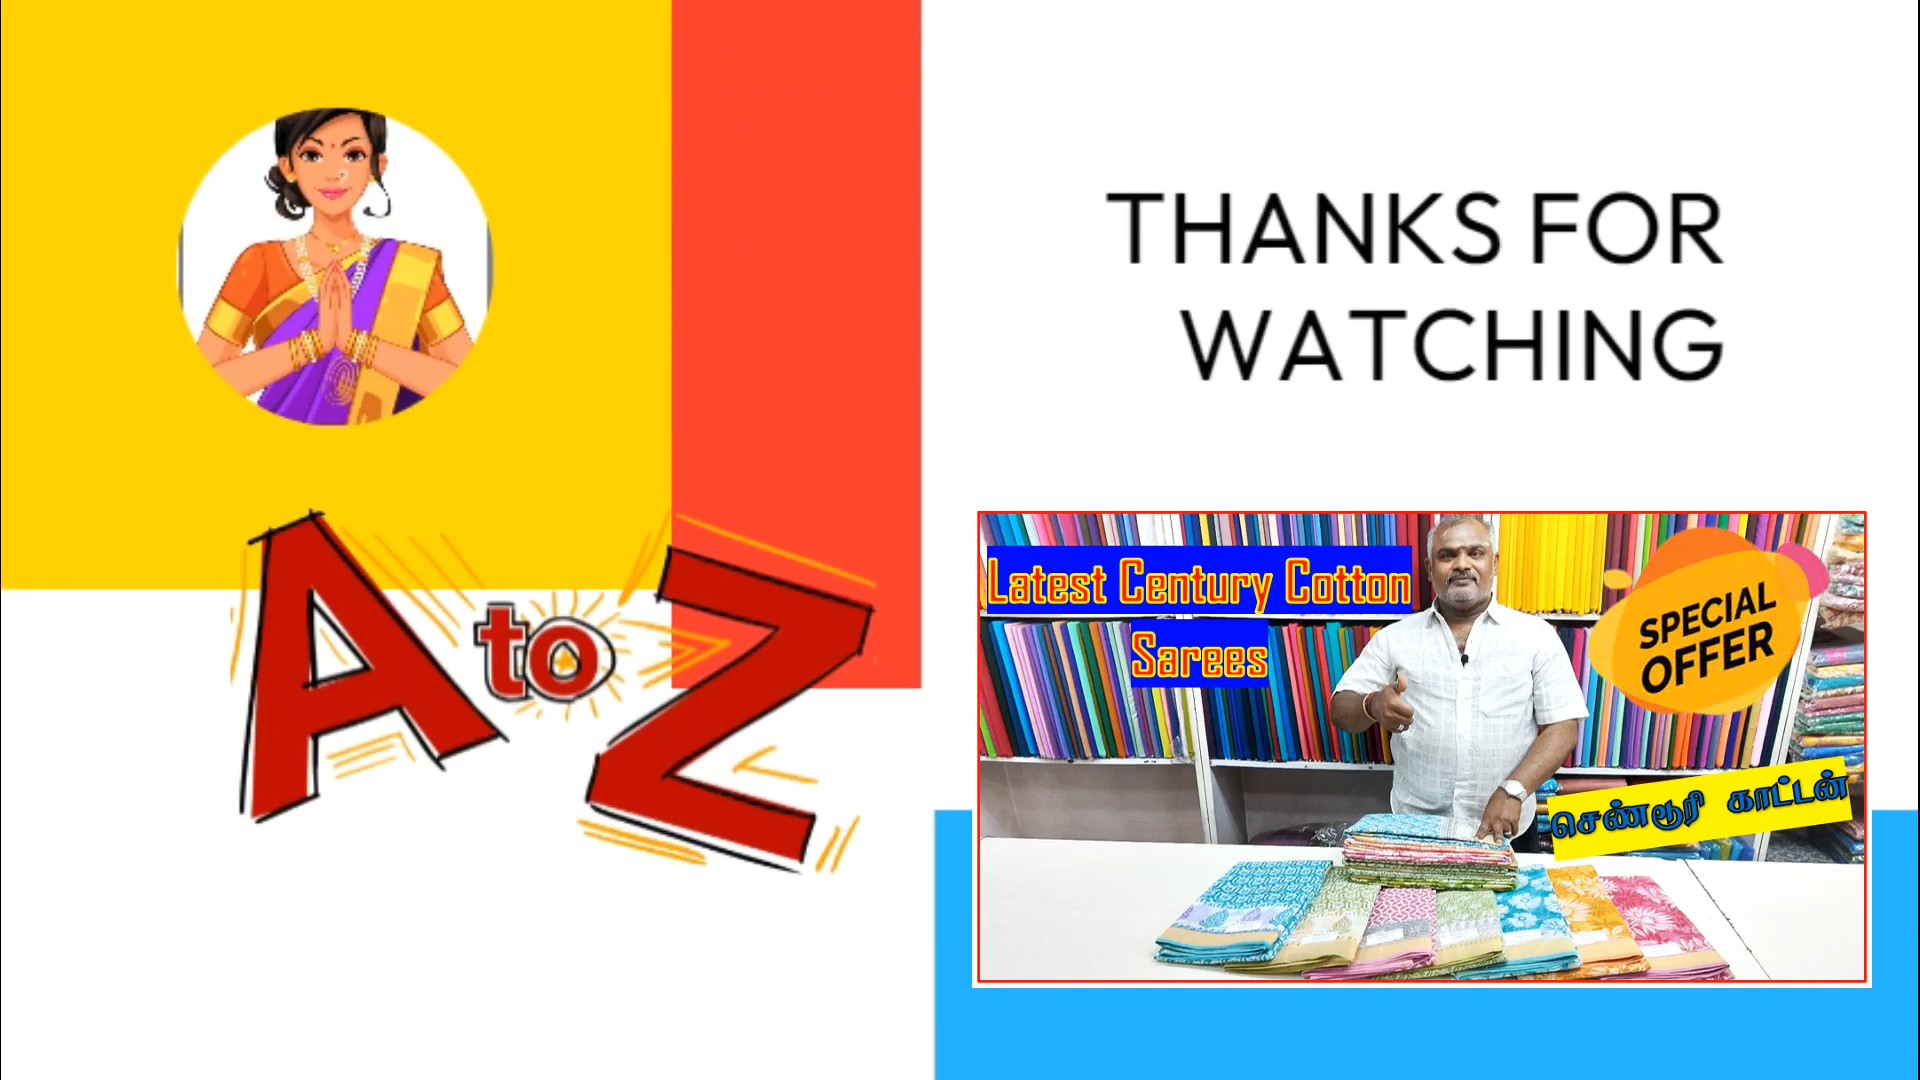 THANKS FOR
WATCHING
A to Z
Latest Century Cotton
Sarees
SPECIAL
OFFER
செண்சூரி காட்டன்